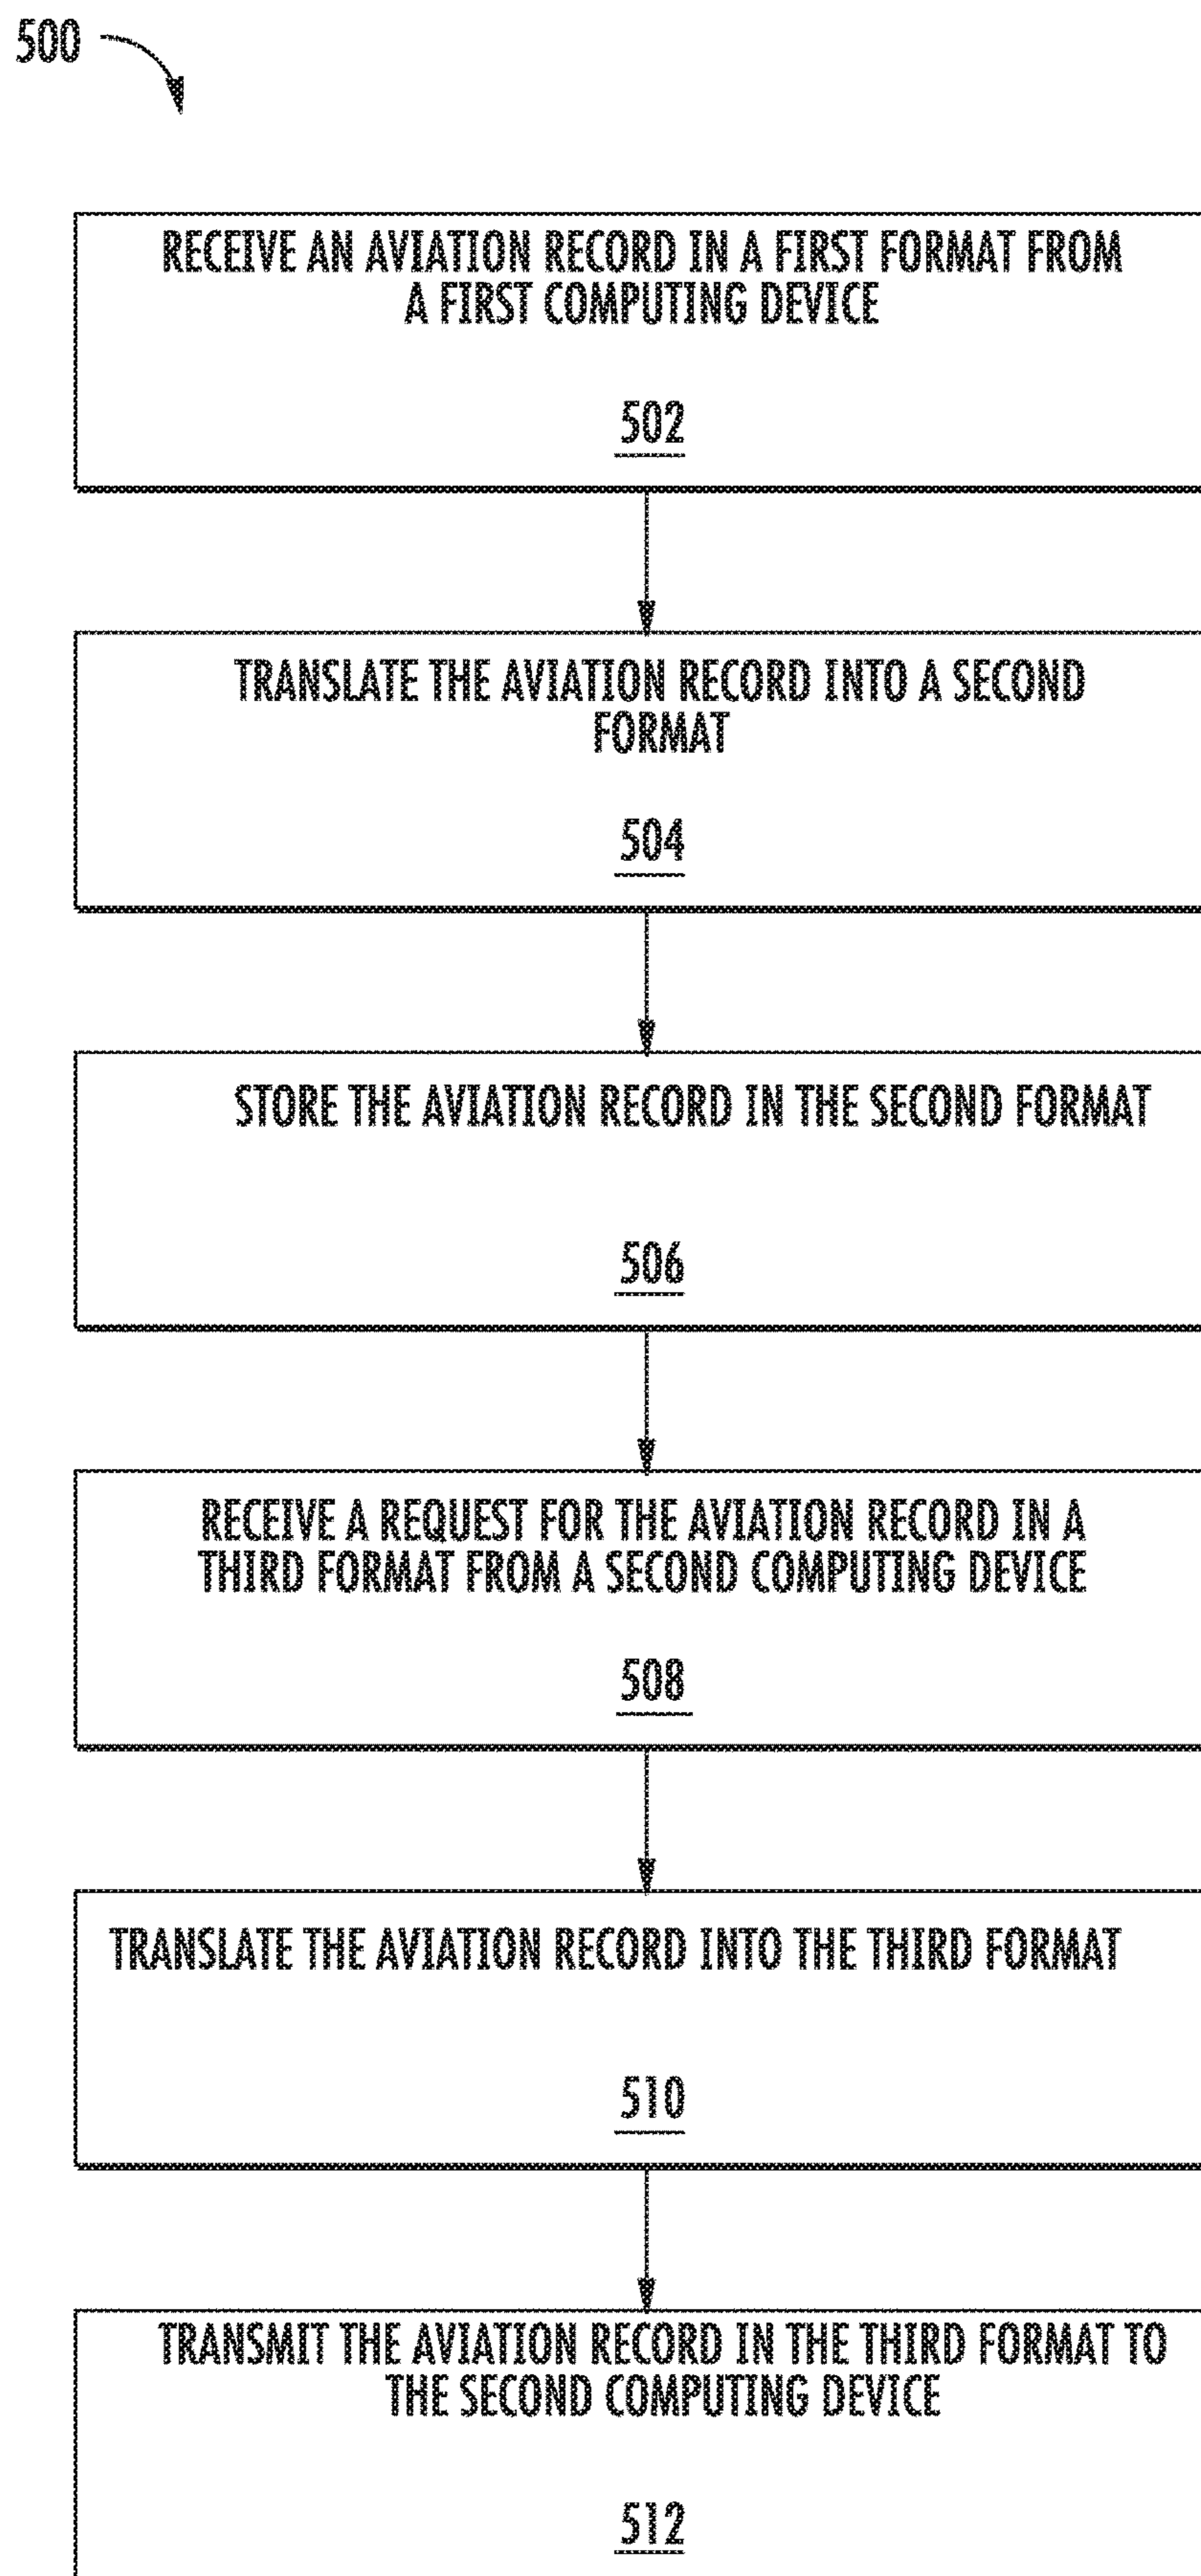 500
RECEIVE AN AVIATION RECORD IN A FIRST FORMAT FROM
A FIRST COMPUTING DEVICE
502
TRANSLATE THE AVIATION RECORD INTO A SECOND
FORMAT
504
STORE THE AVIATION RECORD IN THE SECOND FORMAT
506
RECEIVE A REQUEST FOR THE AVIATION RECORD IN A
THIRD FORMAT FROM A SECOND COMPUTING DEVICE
508
TRANSLATE THE AVIATION RECORD INTO THE THIRD FORMAT
510
TRANSMIT THE AVIATION RECORD IN THE THIRD FORMAT TO
THE SECOND COMPUTING DEVICE
512